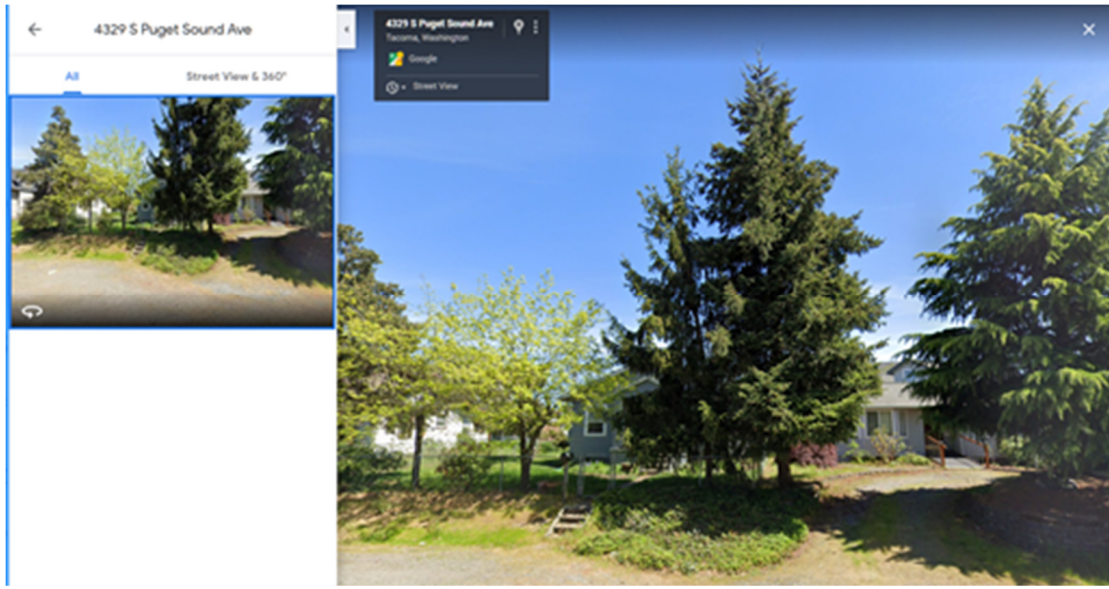 4329 S Puget Sound Ave
All
Street View & 360°
4329 S Puget Sound Ave
Tacoma, Washington
Google
Street View